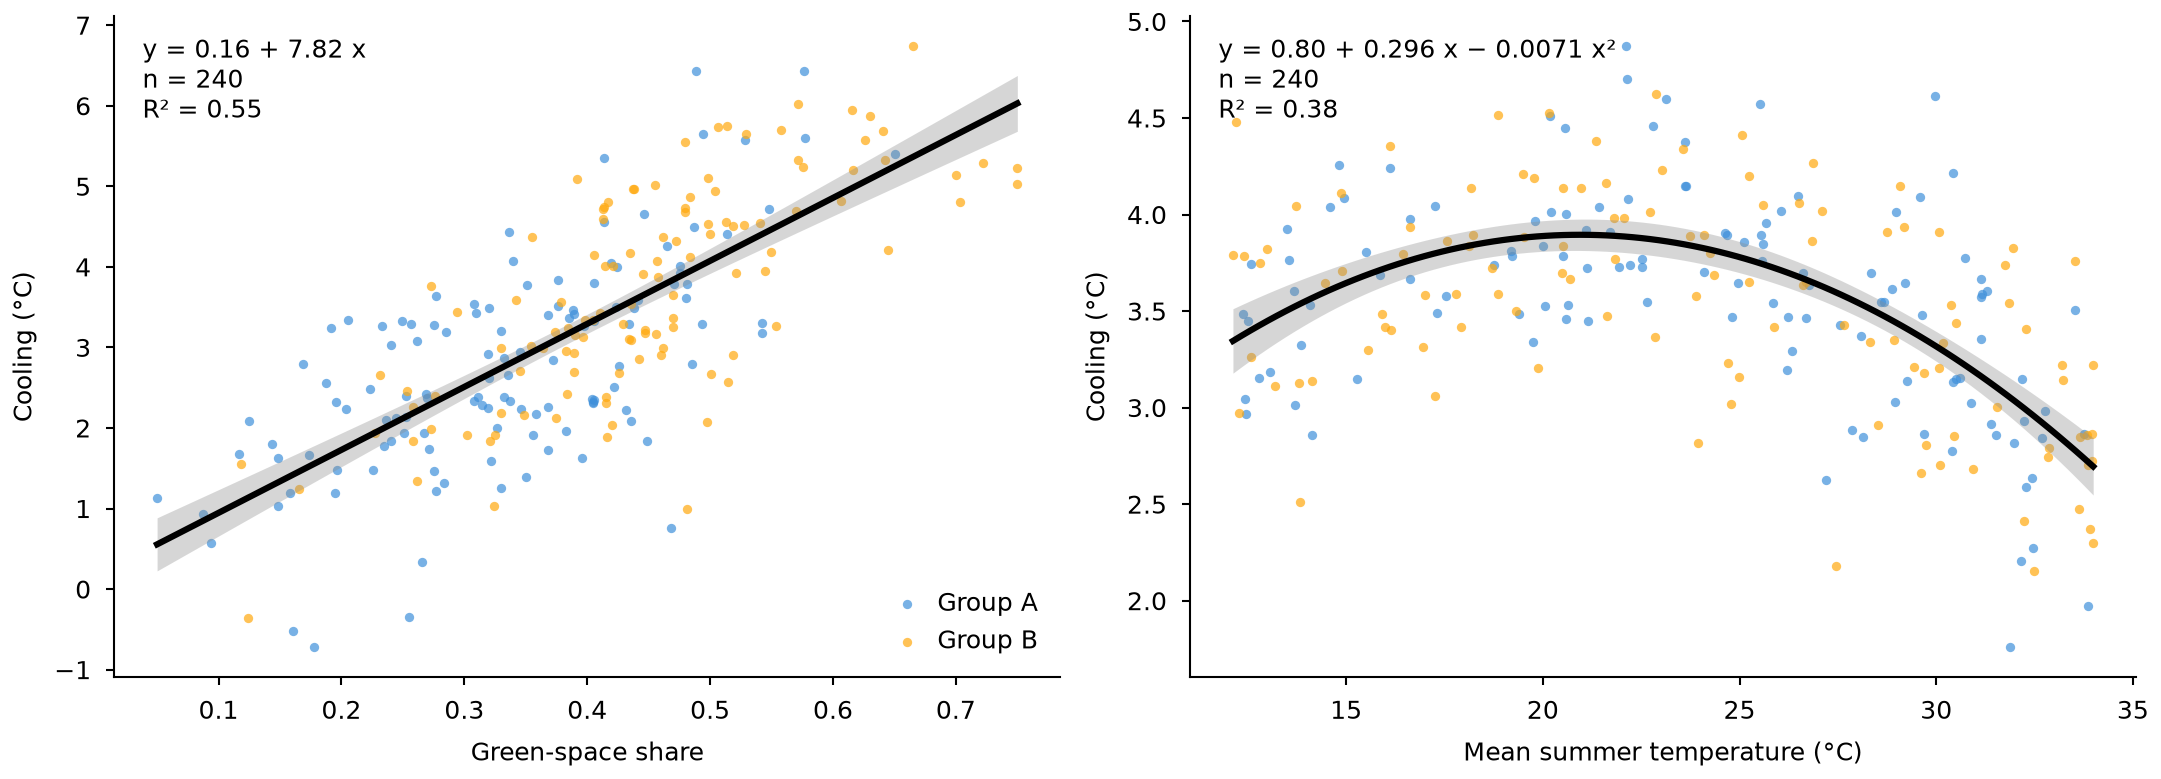 y = 0.16 + 7.82 x
n = 240
R² = 0.55
7
6
5
4
3
2
1
0
−1
Cooling (°C)
0.1 0.2 0.3 0.4 0.5 0.6 0.7
Green-space share
Group A
Group B
y = 0.80 + 0.296 x − 0.0071 x²
n = 240
R² = 0.38
5.0
4.5
4.0
3.5
3.0
2.5
2.0
Cooling (°C)
15 20 25 30 35
Mean summer temperature (°C)